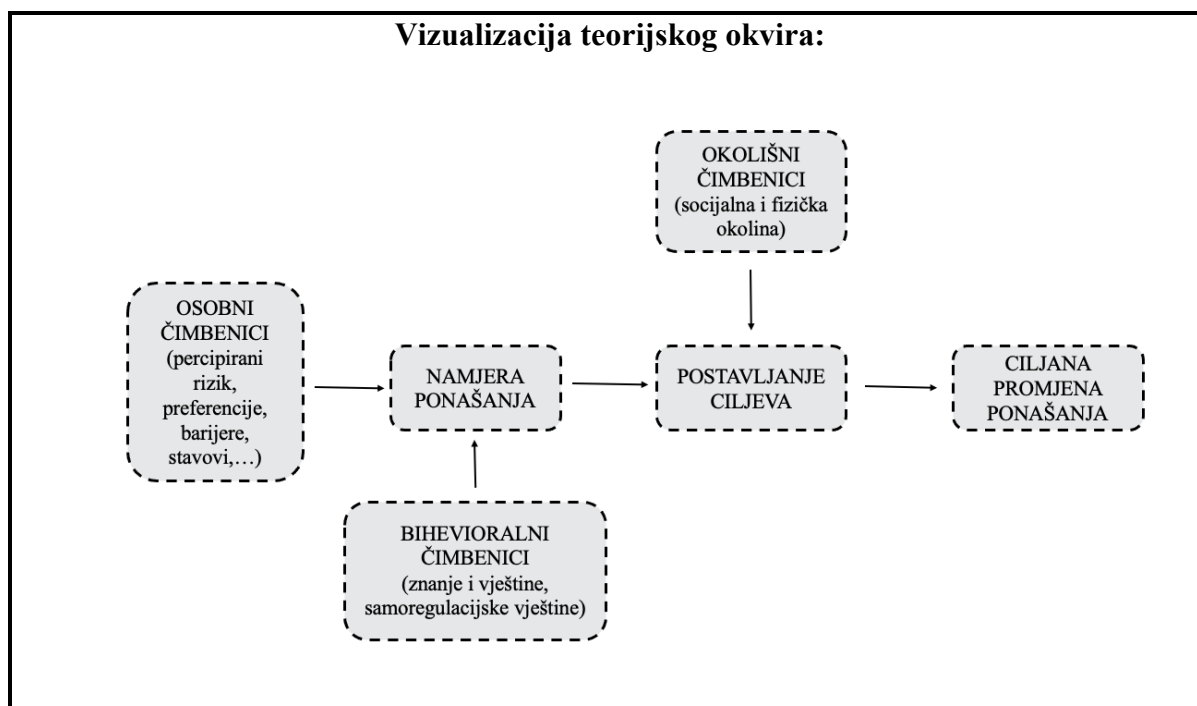 Vizualizacija teorijskog okvira:
OKOLIŠNI
ČIMBENICI
(socijalna i fizička
okolina)
OSOBNI
ČIMBENICI
(percipirani
rizik,
preferencije,
barijere,
stavovi,…)
NAMJERA
PONAŠANJA
POSTAVLJANJE
CILJEVA
CILJANA
PROMJENA
PONAŠANJA
BIHEVIORALNI
ČIMBENICI
(znanje i vještine,
samoregulacijske vještine)